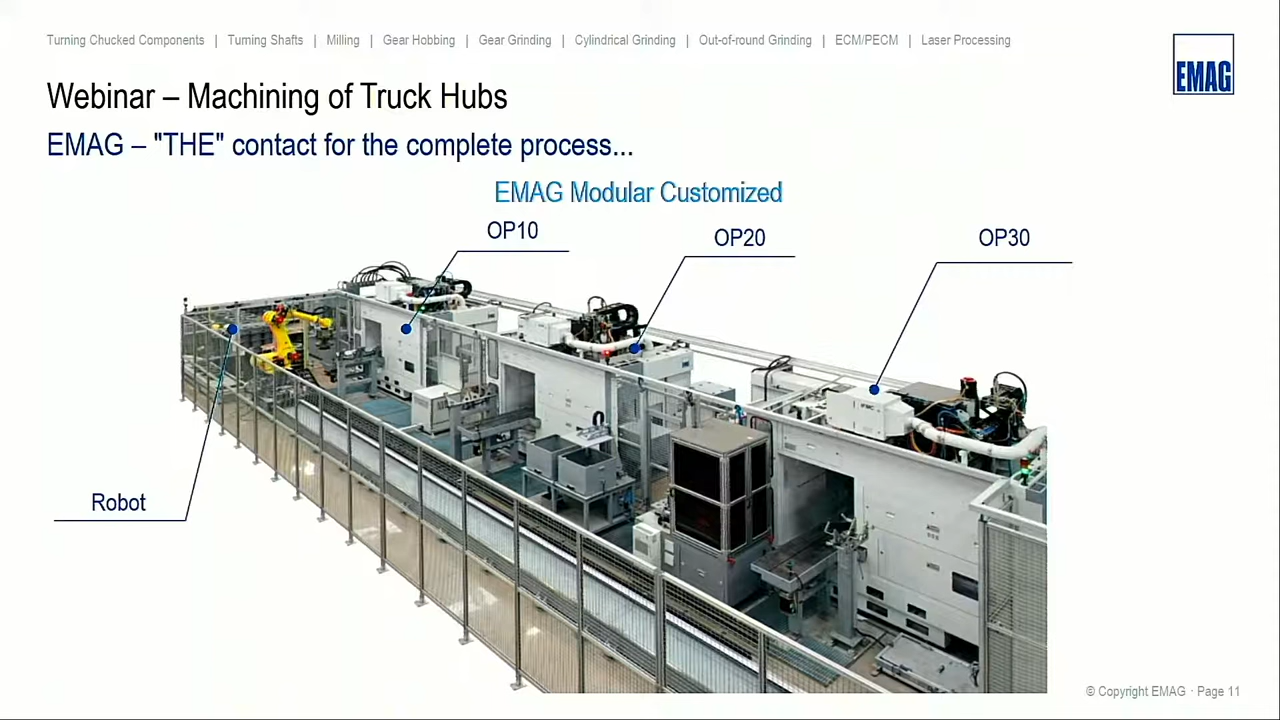 Turning Chucked Components | Turning Shafts | Milling | Gear Hobbing | Gear Grinding | Cylindrical Grinding | Out-of-round Grinding | ECM/PECM | Laser Processing
EMAG
Webinar – Machining of Truck Hubs
EMAG – "THE" contact for the complete process...
EMAG Modular Customized
OP10
OP20
OP30
Robot
© Copyright EMAG · Page 11